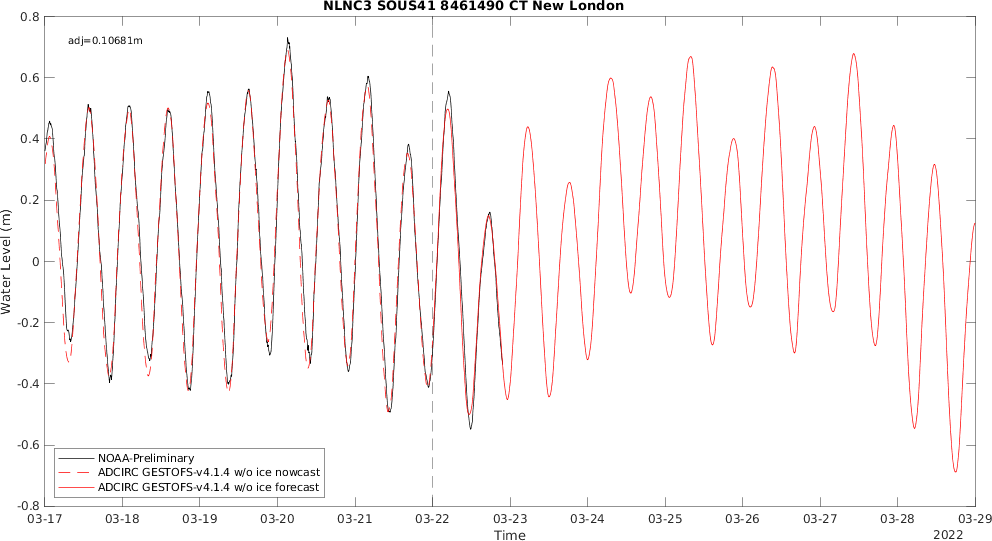 NLNC3 SOUS41 8461490 CT New London
adj=0.10681m
0.8
0.6
0.4
0.2
0
-0.2
-0.4
-0.6
-0.8
Water Level (m)
NOAA-Preliminary
ADCIRC GESTOFS-v4.1.4 w/o ice nowcast
ADCIRC GESTOFS-v4.1.4 w/o ice forecast
03-17 03-18 03-19 03-20 03-21 03-22 03-23 03-24 03-25 03-26 03-27 03-28 03-29
Time
2022